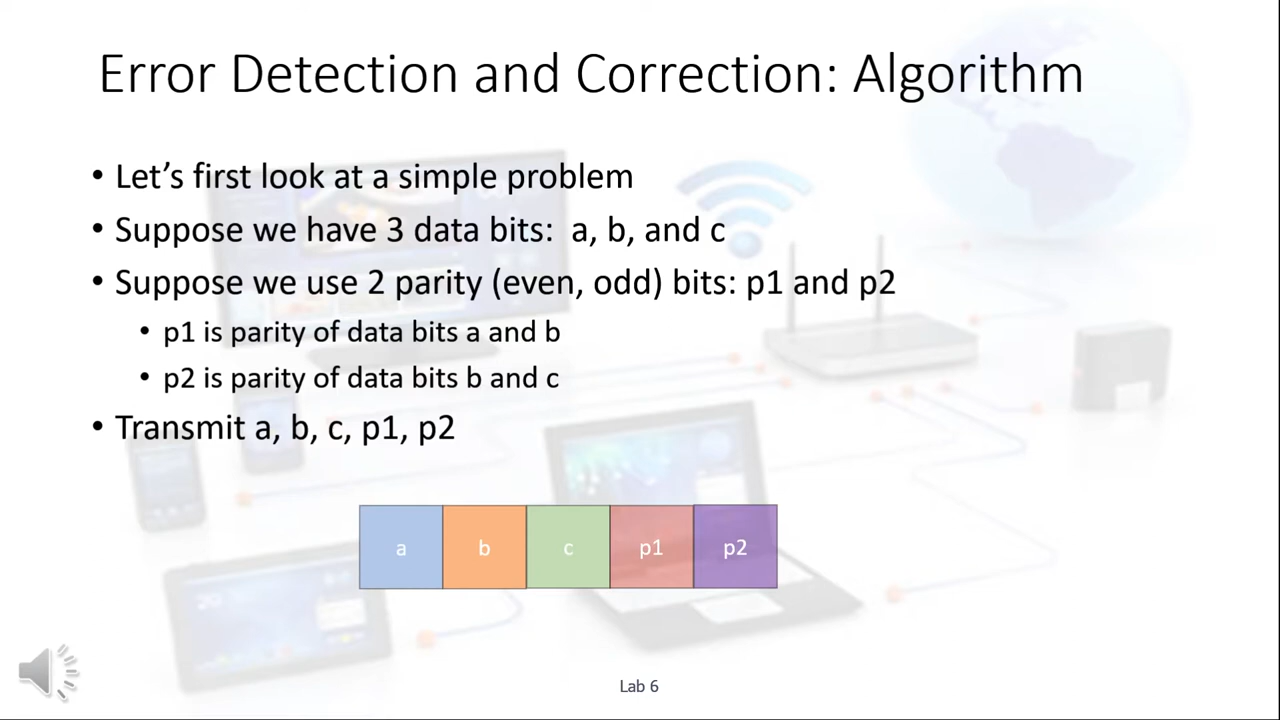 Error Detection and Correction: Algorithm
• Let’s first look at a simple problem
• Suppose we have 3 data bits:  a, b, and c
• Suppose we use 2 parity (even, odd) bits: p1 and p2
• p1 is parity of data bits a and b
• p2 is parity of data bits b and c
• Transmit a, b, c, p1, p2
a b c p1 p2
Lab 6